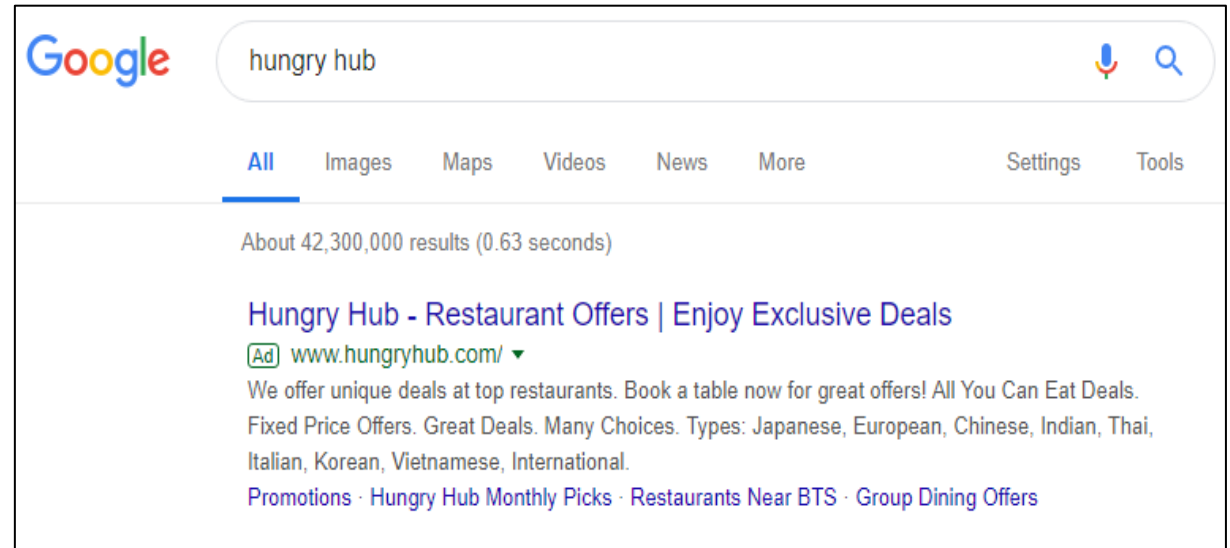 Google
hungry hub
All Images Maps Videos News More Settings Tools
About 42,300,000 results (0.63 seconds)
Hungry Hub - Restaurant Offers | Enjoy Exclusive Deals
Ad www.hungryhub.com/
We offer unique deals at top restaurants. Book a table now for great offers! All You Can Eat Deals.
Fixed Price Offers. Great Deals. Many Choices. Types: Japanese, European, Chinese, Indian, Thai,
Italian, Korean, Vietnamese, International.
Promotions · Hungry Hub Monthly Picks · Restaurants Near BTS · Group Dining Offers